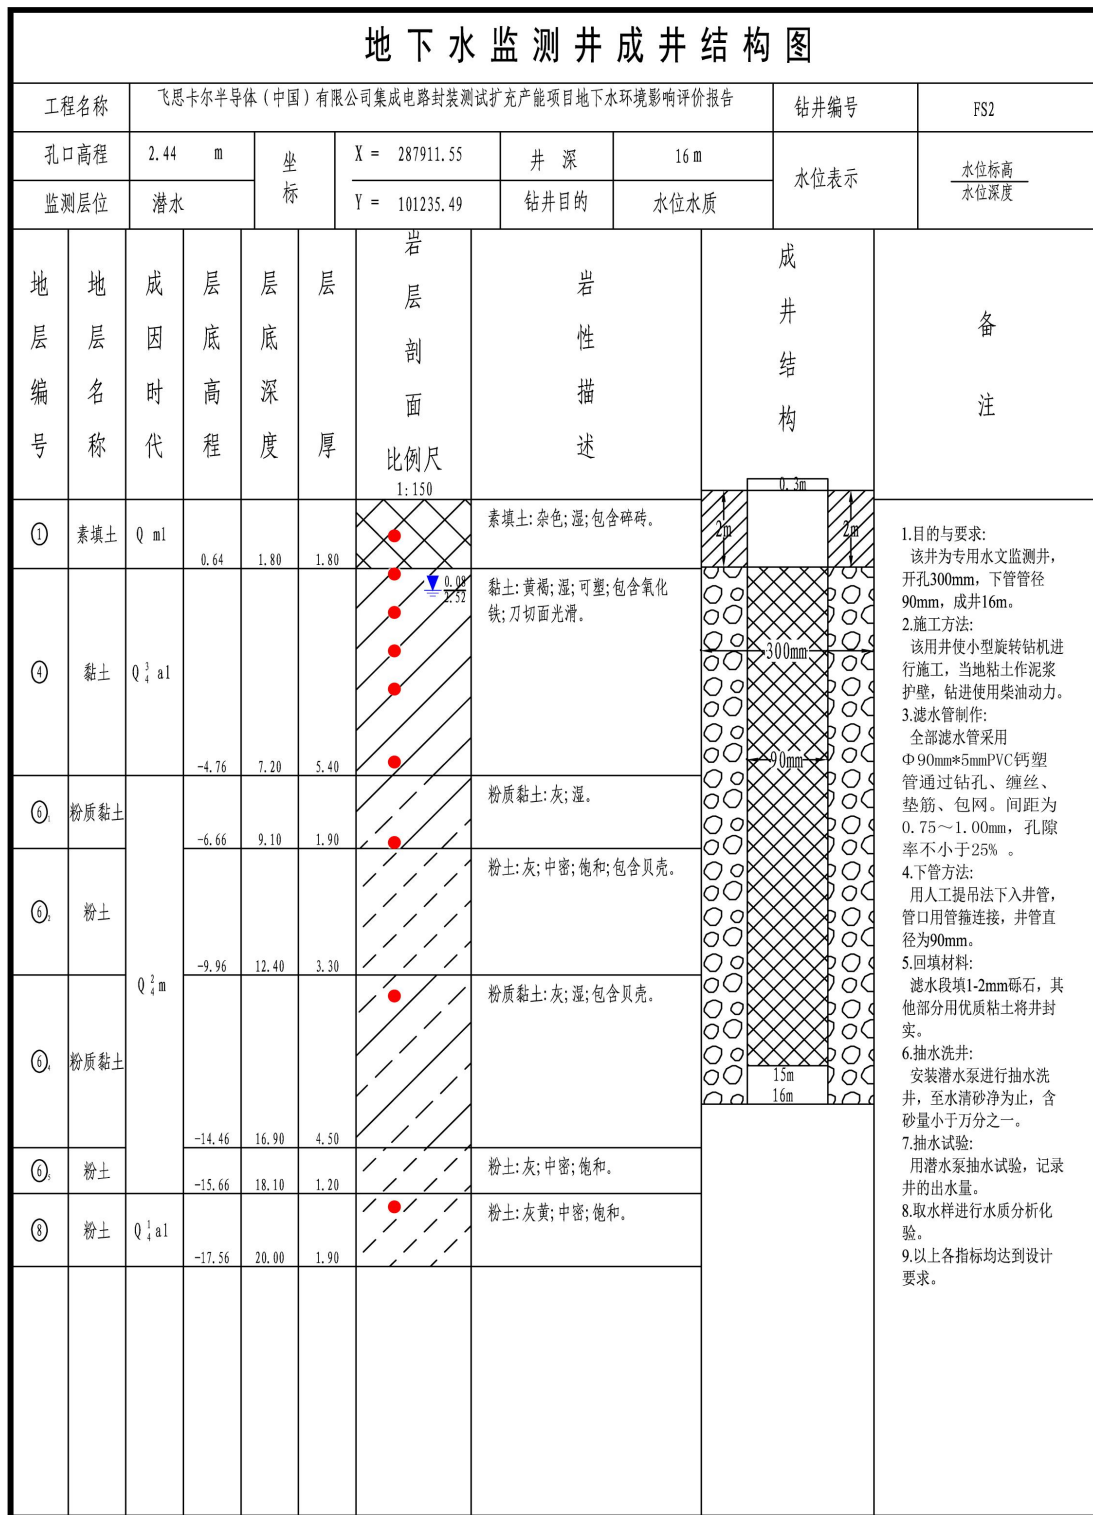 地下水监测井成井结构图
工程名称 飞思卡尔半导体（中国）有限公司集成电路封装测试扩充产能项目地下水环境影响评价报告 钻井编号 FS2
孔口高程 2.44 m 坐标 X = 287911.55 井 深 16 m 水位表示 水位标高
水位深度
监测层位 潜水 Y = 101235.49 钻井目的 水位水质
地层编号 地层名称 成因时代 层底高程 层底深度 层厚 岩层剖面 岩性描述 成井结构 备注
比例尺
1:150
0.3m
① 素填土 Q ml 0.64 1.80 1.80 素填土:杂色;湿;包含碎砖。
2m 2m
④ 黏土 Q 3 4 al -4.76 7.20 5.40 黏土:黄褐;湿;可塑;包含氧化
铁;刀切面光滑。
0.08
2.52
300mm
90mm
⑥1 粉质黏土 -6.66 9.10 1.90 粉质黏土:灰;湿。
⑥2 粉土 -9.96 12.40 3.30 粉土:灰;中密;饱和;包含贝壳。
Q 2 4 m
⑥4 粉质黏土 -14.46 16.90 4.50 粉质黏土:灰;湿;包含贝壳。
15m
16m
⑥5 粉土 -15.66 18.10 1.20 粉土:灰;中密;饱和。
⑧ 粉土 Q 1 4 al -17.56 20.00 1.90 粉土:灰黄;中密;饱和。
1.目的与要求:
该井为专用水文监测井，
开孔300mm，下管管径
90mm，成井16m。
2.施工方法:
该用井使小型旋转钻机进
行施工，当地粘土作泥浆
护壁，钻进使用柴油动力。
3.滤水管制作:
全部滤水管采用
Φ90mm*5mmPVC钙塑
管通过钻孔、缠丝、
垫筋、包网。间距为
0.75～1.00mm，孔隙
率不小于25% 。
4.下管方法:
用人工提吊法下入井管，
管口用管箍连接，井管直
径为90mm。
5.回填材料:
滤水段填1-2mm砾石，其
他部分用优质粘土将井封
实。
6.抽水洗井:
安装潜水泵进行抽水洗
井，至水清砂净为止，含
砂量小于万分之一。
7.抽水试验:
用潜水泵抽水试验，记录
井的出水量。
8.取水样进行水质分析化
验。
9.以上各指标均达到设计
要求。